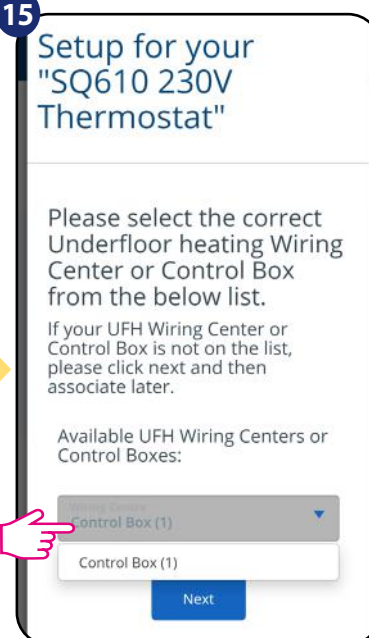 15
Setup for your
"SQ610 230V
Thermostat"
Please select the correct
Underfloor heating Wiring
Center or Control Box
from the below list.
If your UFH Wiring Center or
Control Box is not on the list,
please click next and then
associate later.
Available UFH Wiring Centers or
Control Boxes:
Wiring Centre
Control Box (1)
Control Box (1)
Next